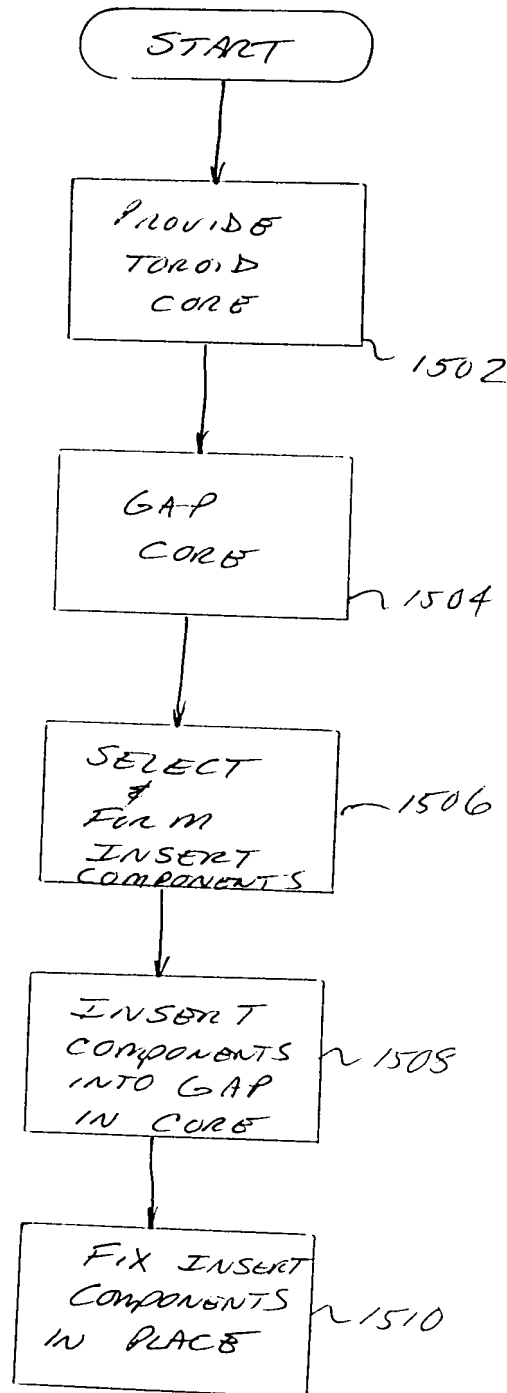 START
PROVIDE
TOROID
CORE
1502
GAP
CORE
1504
SELECT
&
FORM
INSERT
COMPONENTS
1506
INSERT
COMPONENTS
INTO GAP
IN CORE
1508
FIX INSERT
COMPONENTS
IN PLACE
1510